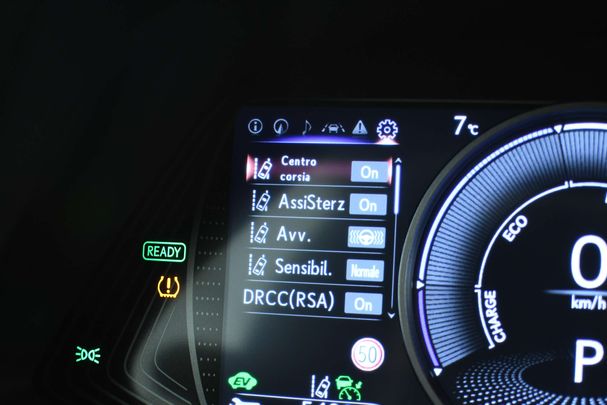 7°C
Centro
corsia
On
AssiSterz
On
Avv.
Sensibil.
Normale
DRCC(RSA)
On
READY
50
EV
ECO
CHARGE
0
km/h
P